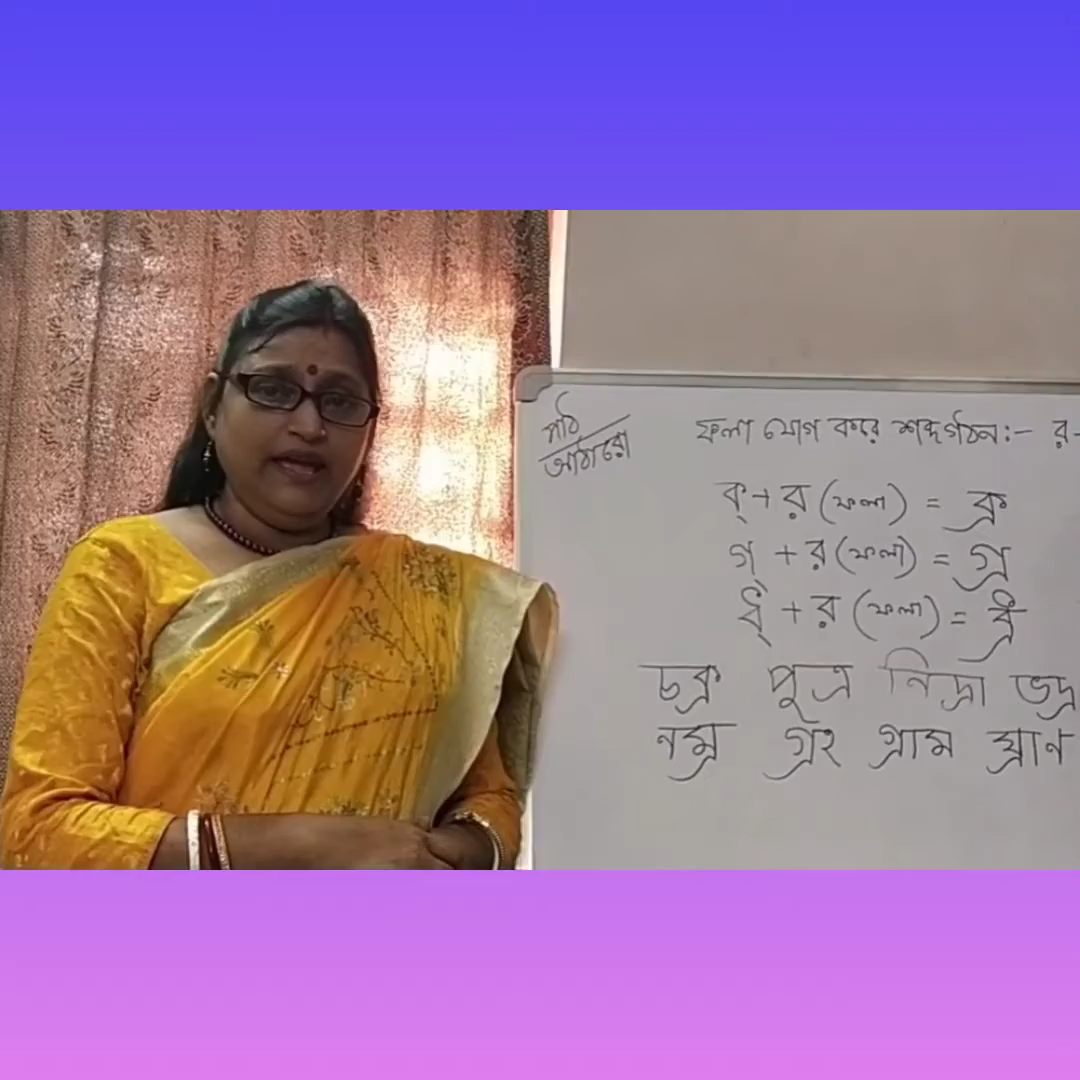 পাঠ
আঠারো
ফলা যোগ করে শব্দগঠন:- র-
ক্ + র (ফলা) = ক্র
গ্ + র (ফলা) = গ্র
ধ্ + র (ফলা) = ধ্র
চক্র পুত্র নিদ্রা ভদ্র
নম্র গ্রহ গ্রাম ঘ্রাণ